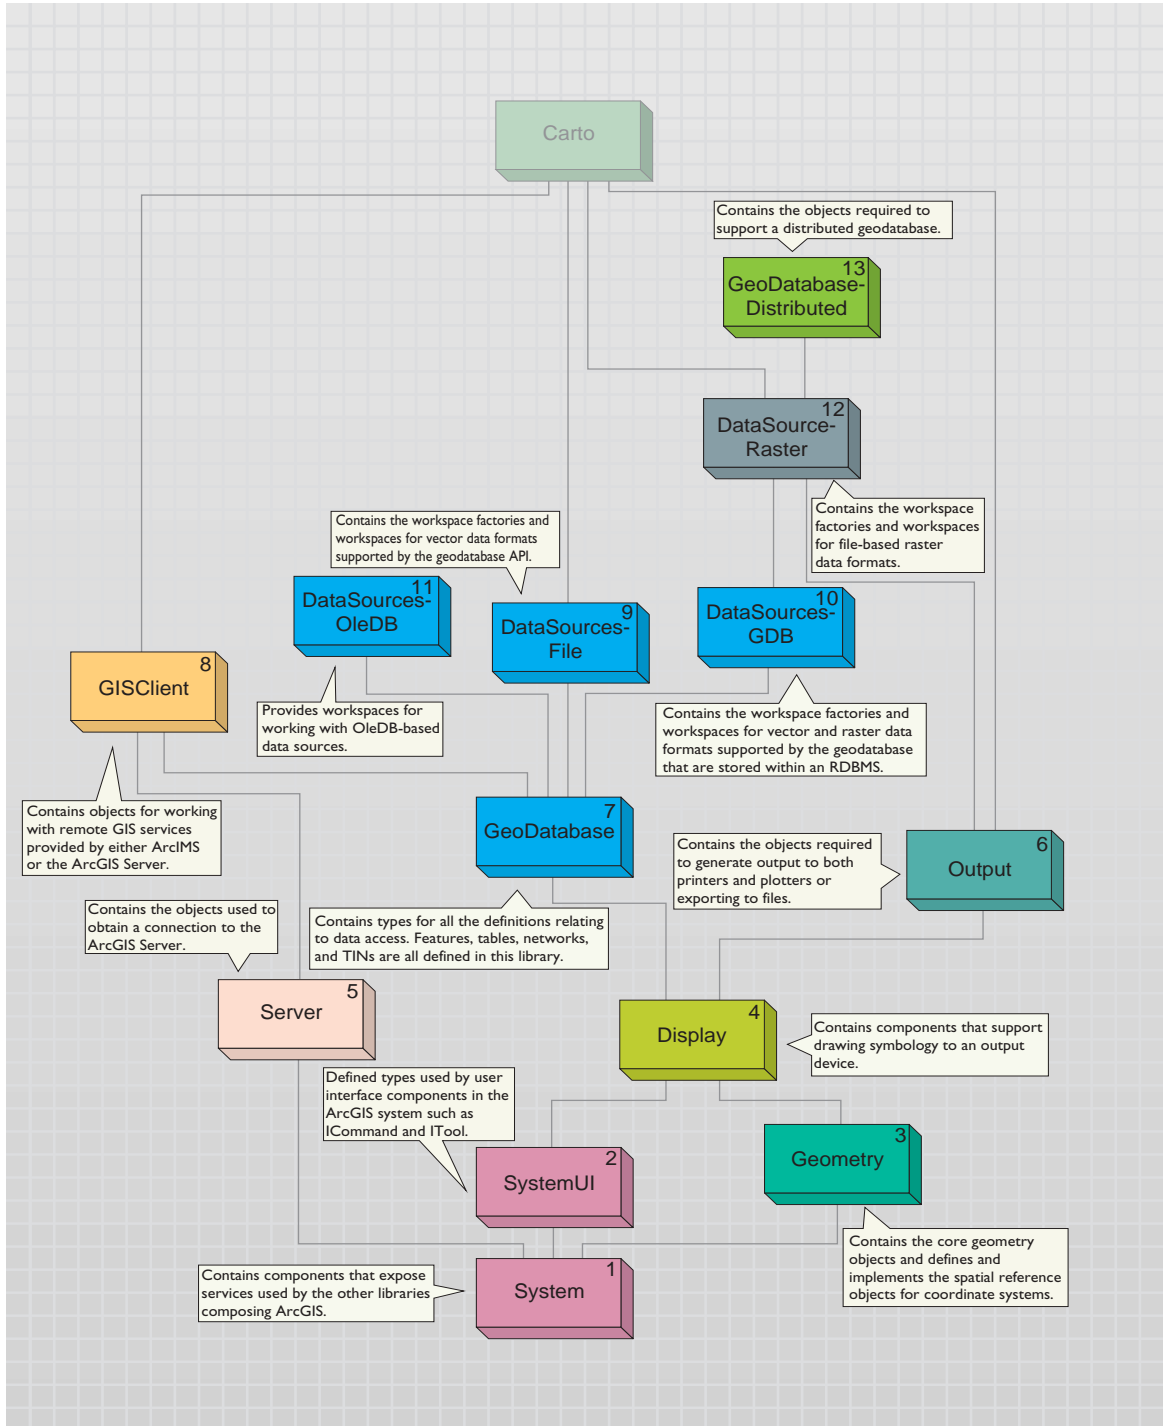 Carto
Contains the objects required to
support a distributed geodatabase.
13
GeoDatabase-
Distributed
12
DataSource-
Raster
Contains the workspace
factories and workspaces
for file-based raster
data formats.
Contains the workspace factories and
workspaces for vector data formats
supported by the geodatabase API.
11
DataSources-
OleDB
9
DataSources-
File
10
DataSources-
GDB
8
GISClient
Provides workspaces for
working with OleDB-based
data sources.
Contains the workspace factories and
workspaces for vector and raster data
formats supported by the geodatabase
that are stored within an RDBMS.
Contains objects for working
with remote GIS services
provided by either ArcIMS
or the ArcGIS Server.
7
GeoDatabase
Contains the objects required
to generate output to both
printers and plotters or
exporting to files.
6
Output
Contains the objects used to
obtain a connection to the
ArcGIS Server.
Contains types for all the definitions relating
to data access. Features, tables, networks,
and TINs are all defined in this library.
5
Server
4
Display
Contains components that support
drawing symbology to an output
device.
Defined types used by user
interface components in the
ArcGIS system such as
ICommand and ITool.
2
SystemUI
3
Geometry
Contains the core geometry
objects and defines and
implements the spatial reference
objects for coordinate systems.
Contains components that expose
services used by the other libraries
composing ArcGIS.
1
System